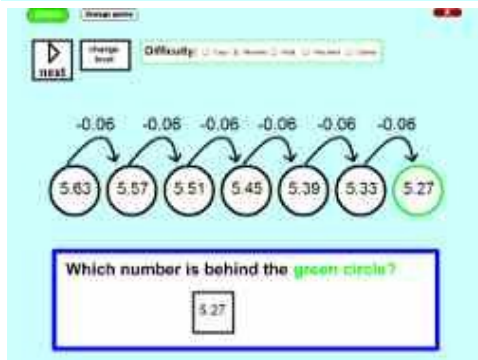 change level
Difficulty:
next
-0.06 -0.06 -0.06 -0.06 -0.06 -0.06
5.63 5.57 5.51 5.45 5.39 5.33 5.27
Which number is behind the green circle?
5.27